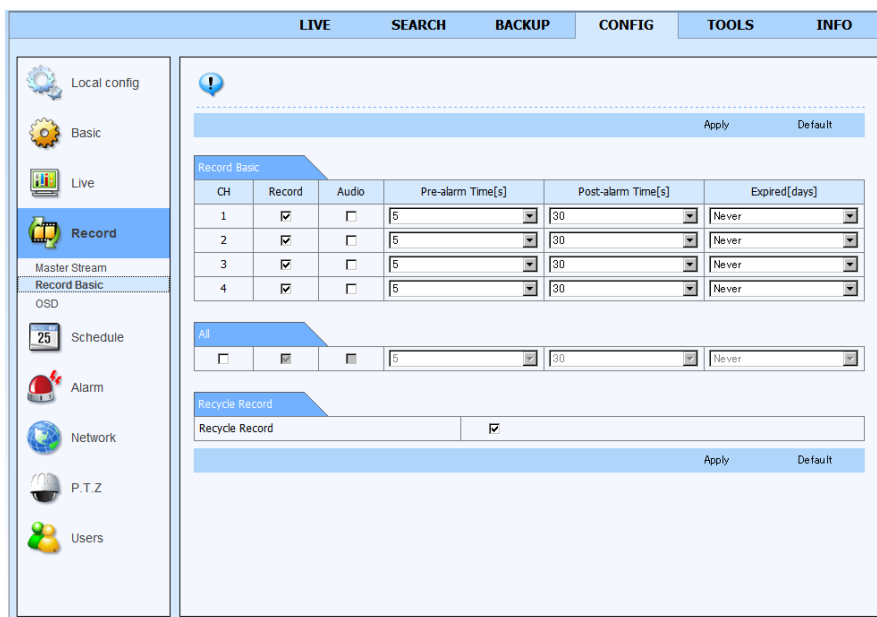 LIVE SEARCH BACKUP CONFIG TOOLS INFO
Local config
Basic
Live
Record
Master Stream
Record Basic
OSD
25 Schedule
Alarm
Network
P.T.Z
Users
Apply Default
Record Basic
CH Record Audio Pre-alarm Time[s] Post-alarm Time[s] Expired[days]
1 5 30 Never
2 5 30 Never
3 5 30 Never
4 5 30 Never
All
5 30 Never
Recycle Record
Recycle Record
Apply Default